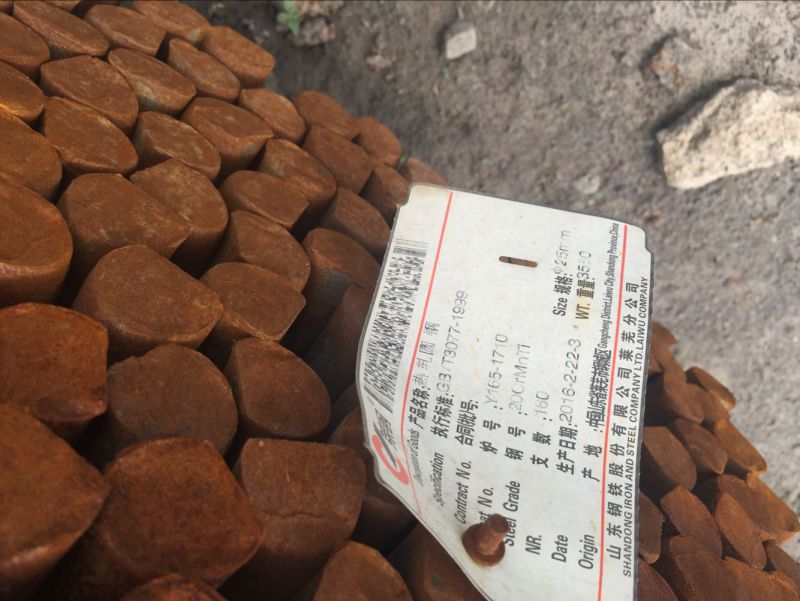 产品名称: 热轧圆钢
Description of Goods
执行标准: GB/T3077-1999
Specification
合同批号:
Contract No.
炉 号: Y165-1710
Heat No.
钢 号: 20CrMnTi Size 规格: 26mm
Steel Grade
支 数: 160 WT. 重量: 3580
NR.
生产日期: 2016-2-22-3
Date
产 地: 中国山东省莱芜市钢城区 Gangcheng District,Laiwu City,Shandong Province,China
Origin
山东钢铁股份有限公司莱芜分公司
SHANDONG IRON AND STEEL COMPANY LTD. LAIWU COMPANY